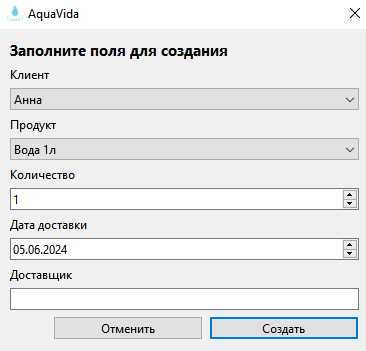 AquaVida
Заполните поля для создания
Клиент
Анна
Продукт
Вода 1л
Количество
1
Дата доставки
05.06.2024
Доставщик
Отменить
Создать